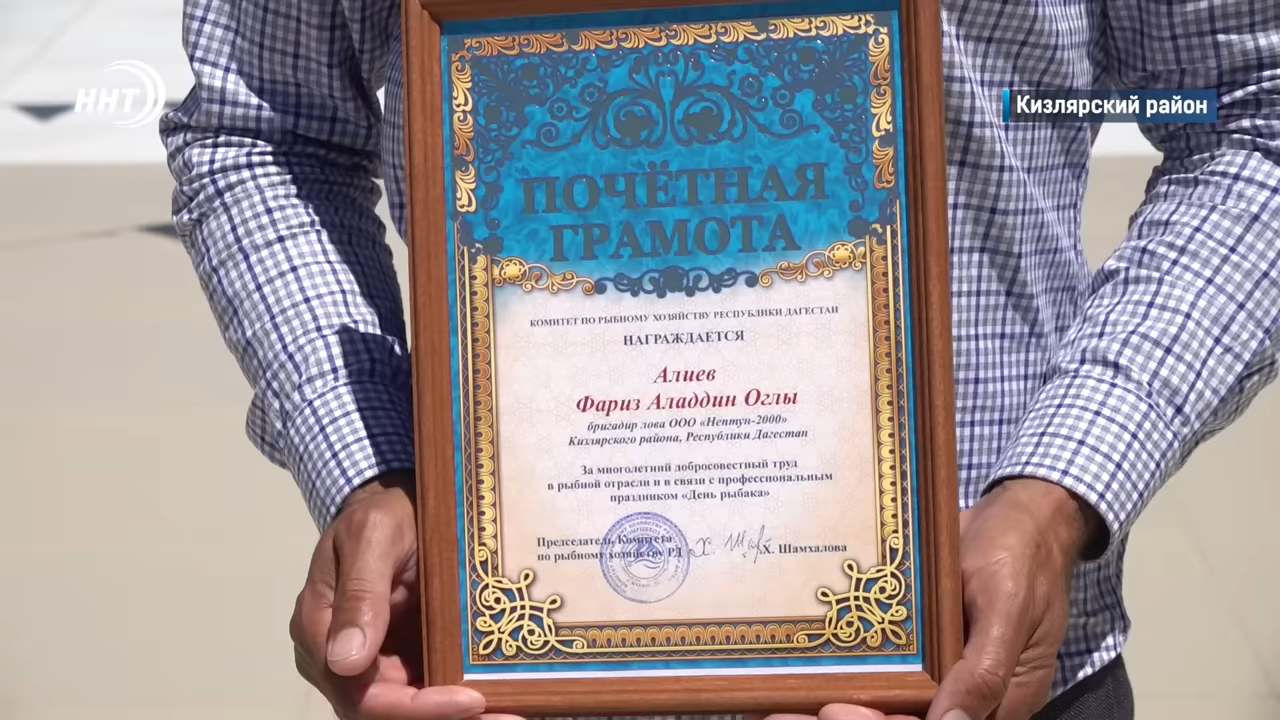 ННТ
Кизлярский район
ПОЧЁТНАЯ
ГРАМОТА
КОМИТЕТ ПО РЫБНОМУ ХОЗЯЙСТВУ РЕСПУБЛИКИ ДАГЕСТАН
НАГРАЖДАЕТСЯ
Алиев
Фариз Аладдин Оглы
бригадир лова ООО «Нептун-2000»
Кизлярского района, Республики Дагестан
За многолетний добросовестный труд
в рыбной отрасли и в связи с профессиональным
праздником «День рыбака»
Председатель Комитета
по рыбному хозяйству РД Х. Шамхалова